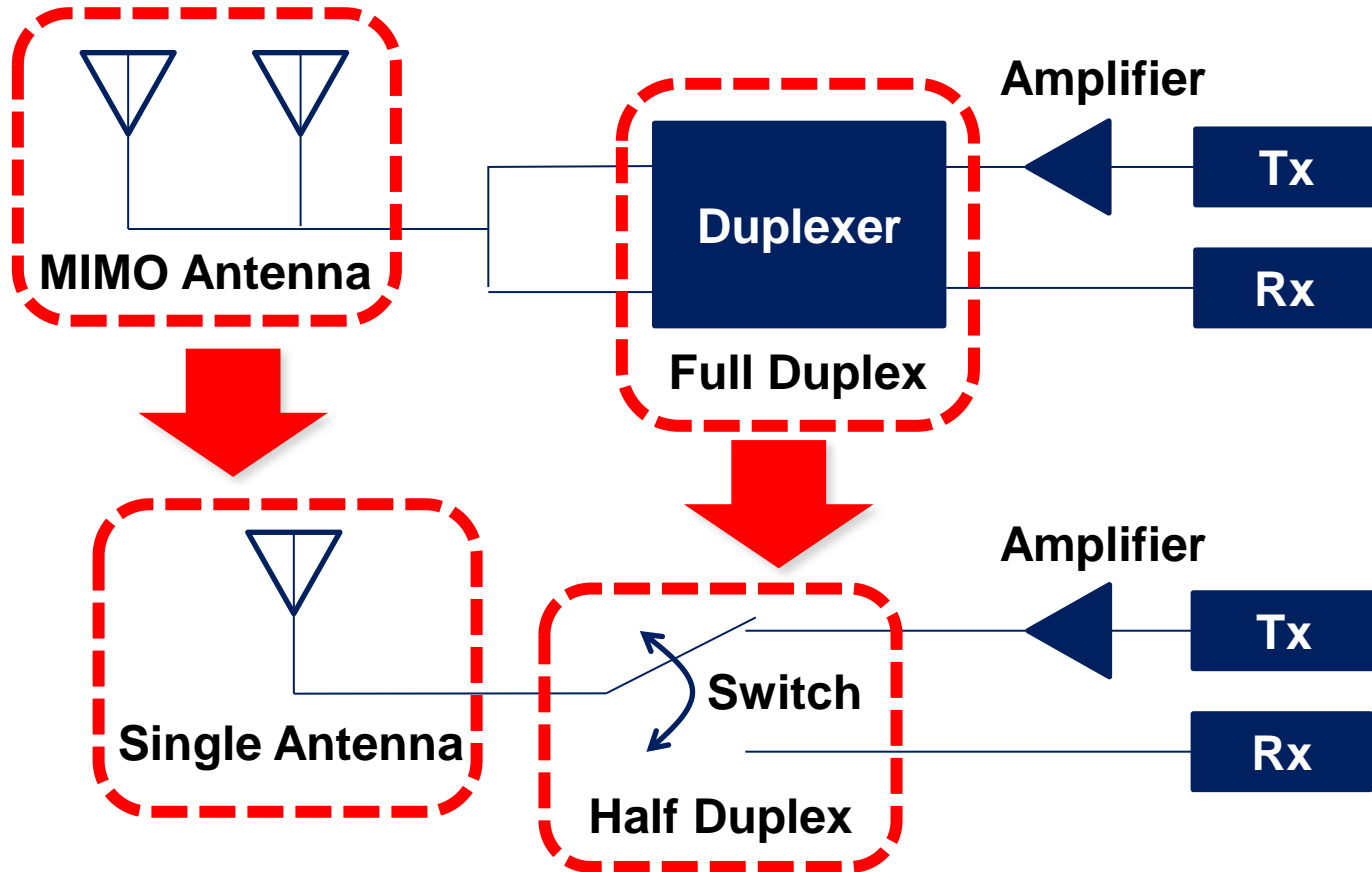 Amplifier
Tx
Duplexer
MIMO Antenna
Rx
Full Duplex
Amplifier
Tx
Switch
Single Antenna
Rx
Half Duplex